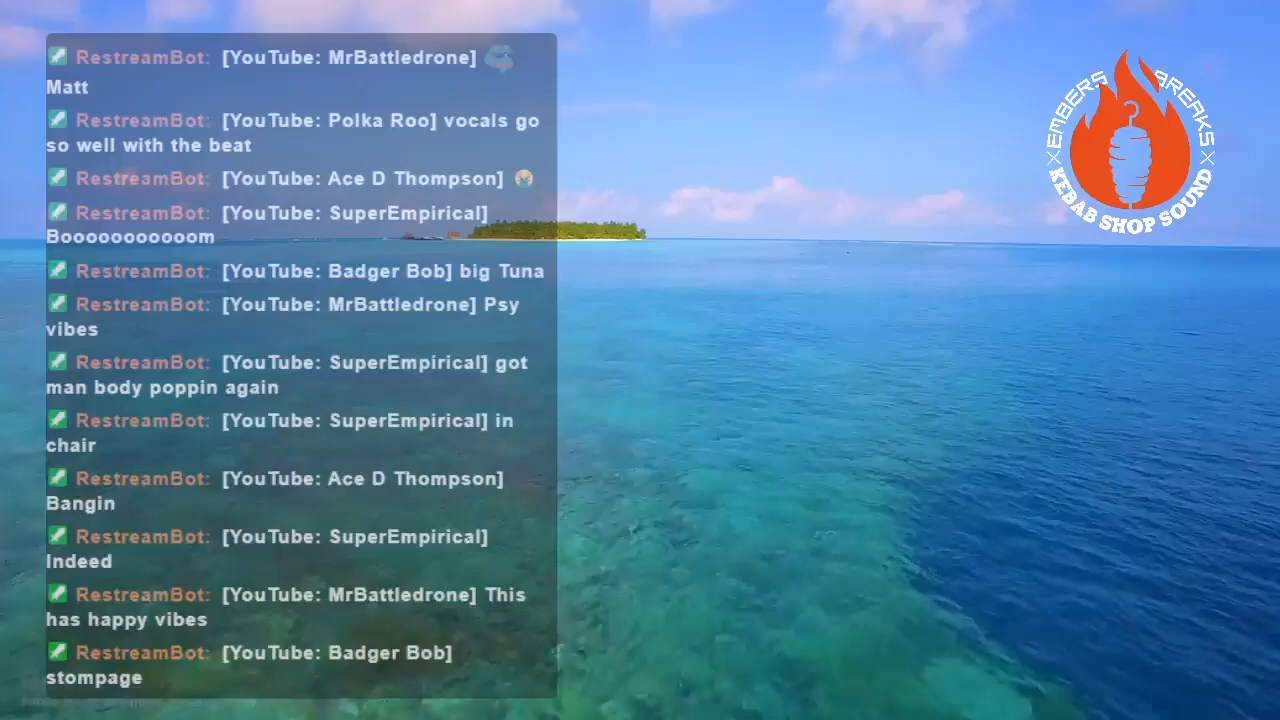 RestreamBot: [YouTube: MrBattledrone]
Matt
RestreamBot: [YouTube: Polka Roo] vocals go
so well with the beat
RestreamBot: [YouTube: Ace D Thompson]
RestreamBot: [YouTube: SuperEmpirical]
Booooooooooom
RestreamBot: [YouTube: Badger Bob] big Tuna
RestreamBot: [YouTube: MrBattledrone] Psy
vibes
RestreamBot: [YouTube: SuperEmpirical] got
man body poppin again
RestreamBot: [YouTube: SuperEmpirical] in
chair
RestreamBot: [YouTube: Ace D Thompson]
Bangin
RestreamBot: [YouTube: SuperEmpirical]
Indeed
RestreamBot: [YouTube: MrBattledrone] This
has happy vibes
RestreamBot: [YouTube: Badger Bob]
stompage
EMBERS BREAKS
KEBAB SHOP SOUND